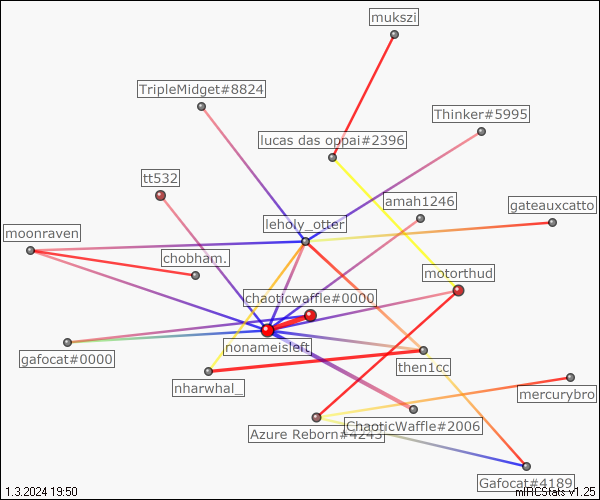 mukszi
TripleMidget#8824
Thinker#5995
lucas das oppai#2396
tt532
amah1246
gateauxcatto
leholy_otter
moonraven
chobham.
motorthud
chaoticwaffle#0000
nonameisleft
gafocat#0000
then1cc
nharwhal_
mercurybro
ChaoticWaffle#2006
Azure Reborn#4243
Gafocat#4189
1.3.2024 19:50
mIRCStats v1.25